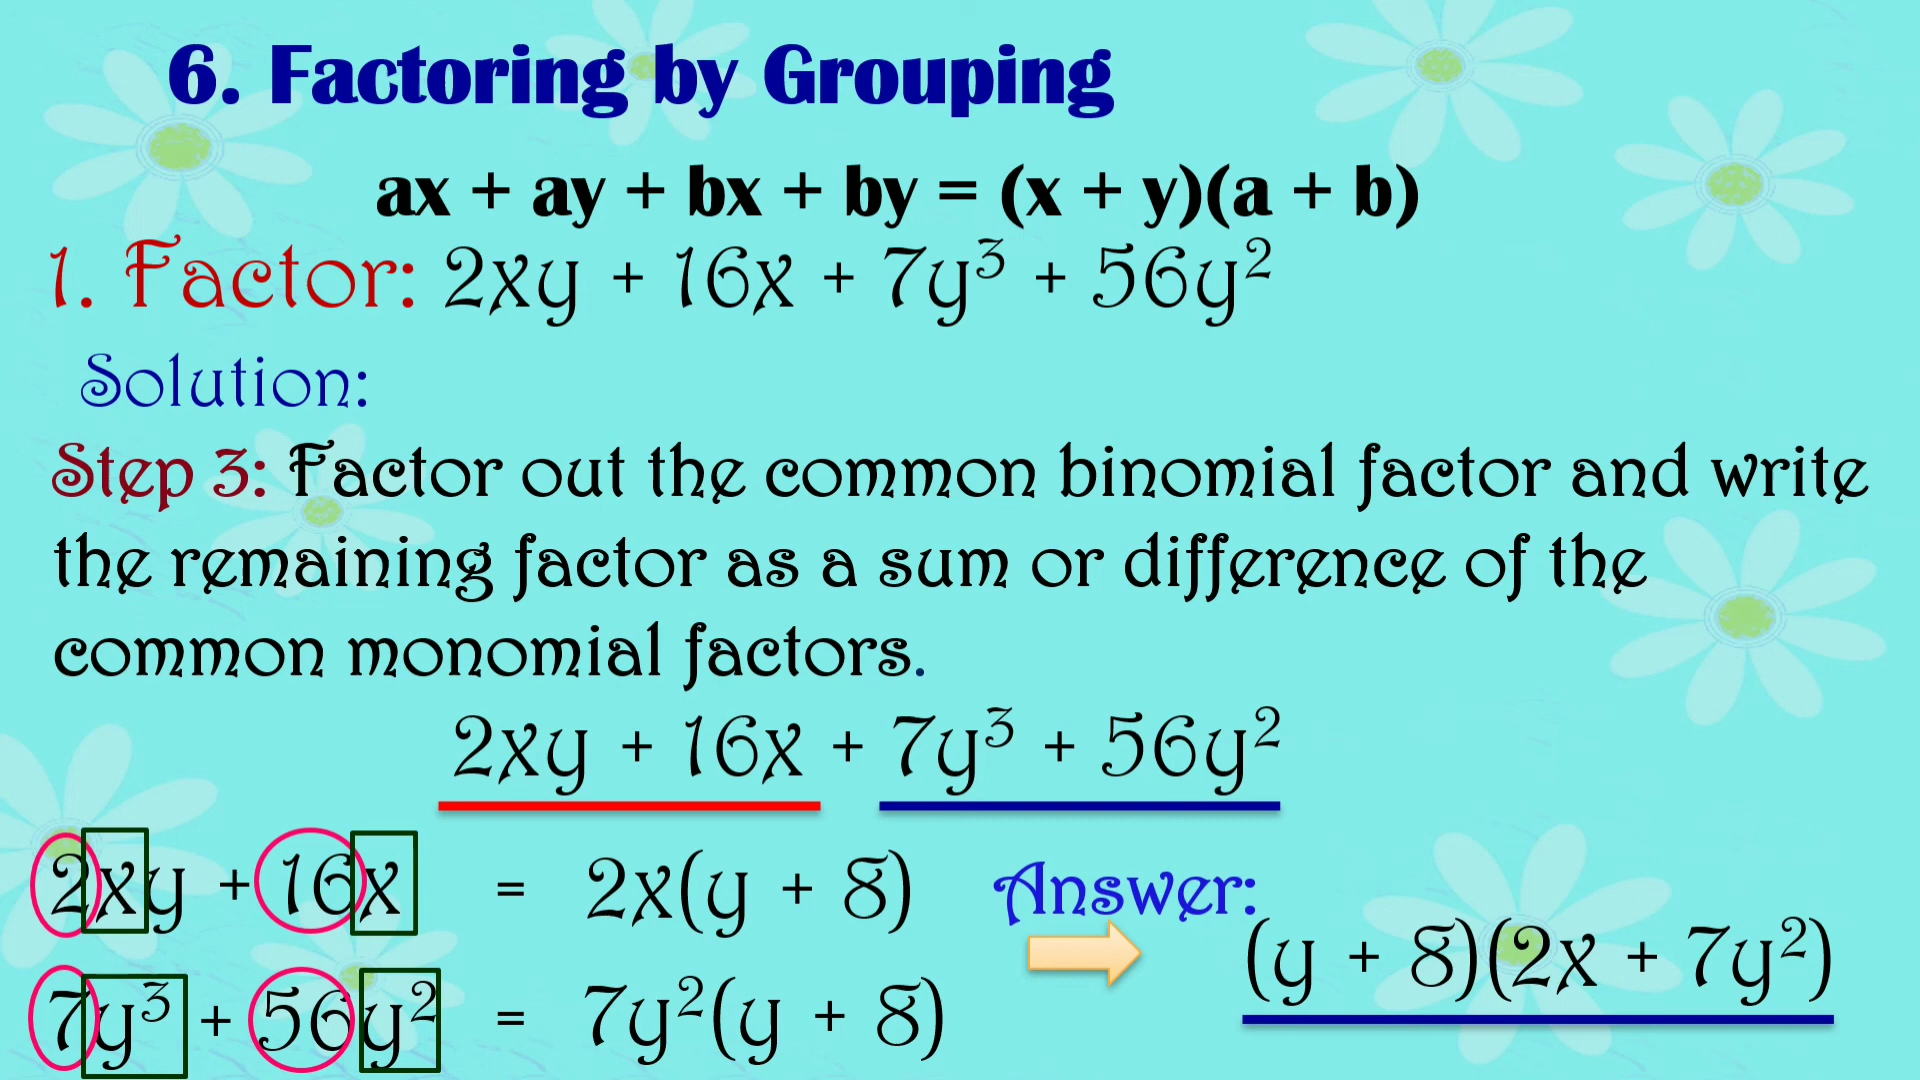 6. Factoring by Grouping
ax + ay + bx + by = (x + y)(a + b)
1. Factor: 2xy + 16x + 7y³ + 56y²
Solution:
Step 3: Factor out the common binomial factor and write
the remaining factor as a sum or difference of the
common monomial factors.
2xy + 16x + 7y³ + 56y²
2xy + 16x = 2x(y + 8)
7y³ + 56y² = 7y²(y + 8)
Answer:
(y + 8)(2x + 7y²)